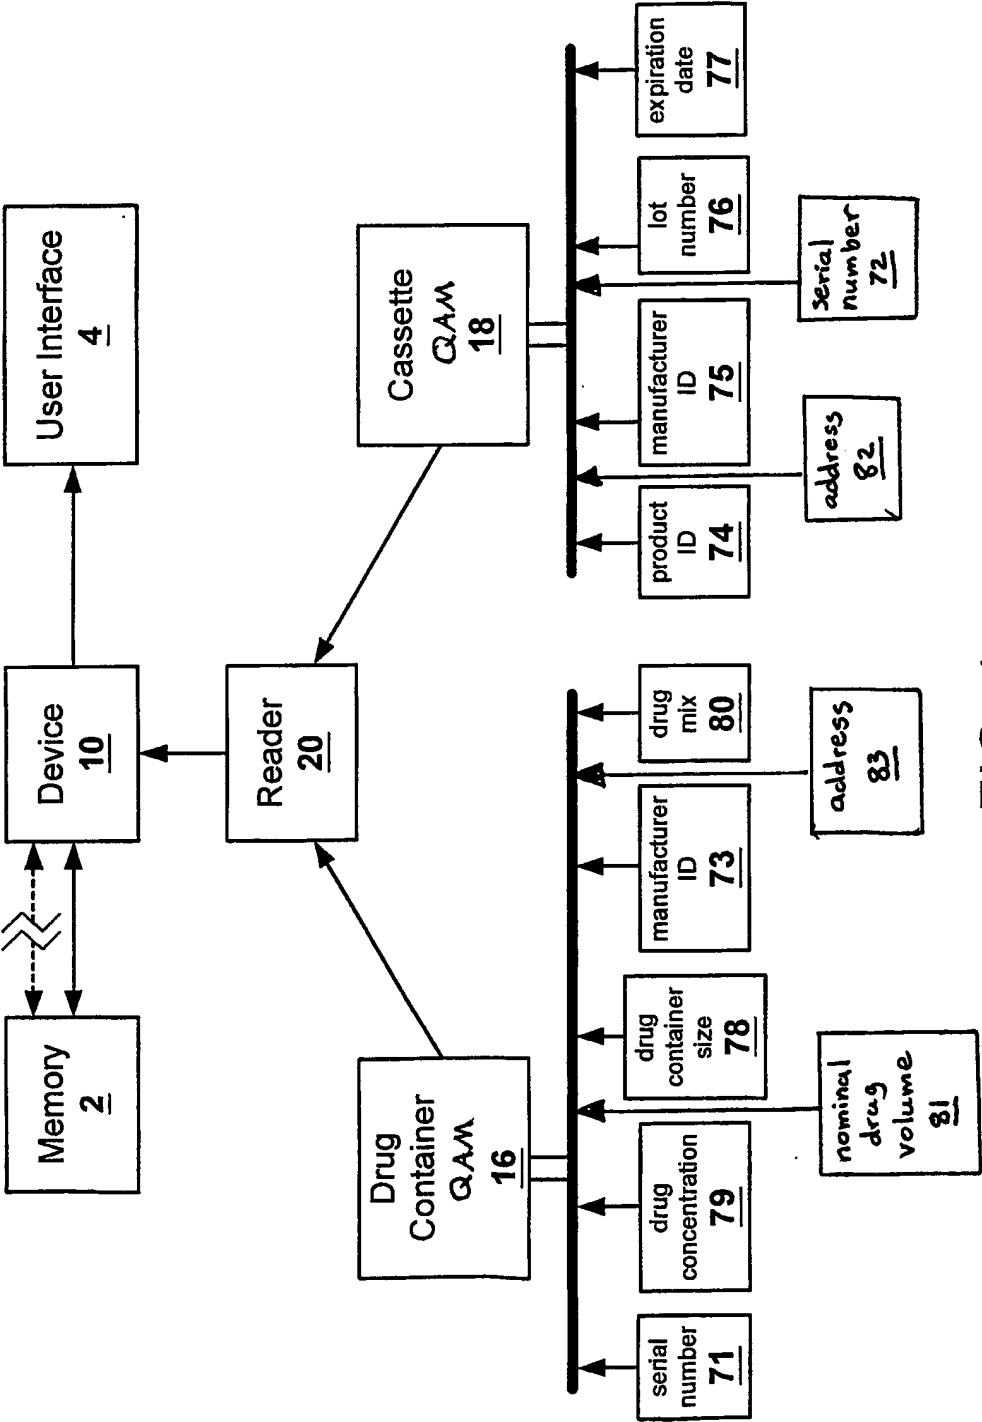 Memory
2
Device
10
User Interface
4
Reader
20
Drug
Container
QAM
16
Cassette
QAM
18
serial
number
71
drug
concentration
79
drug
container
size
78
manufacturer
ID
73
drug
mix
80
product
ID
74
manufacturer
ID
75
lot
number
76
expiration
date
77
nominal
drug
volume
81
address
83
address
82
serial
number
72